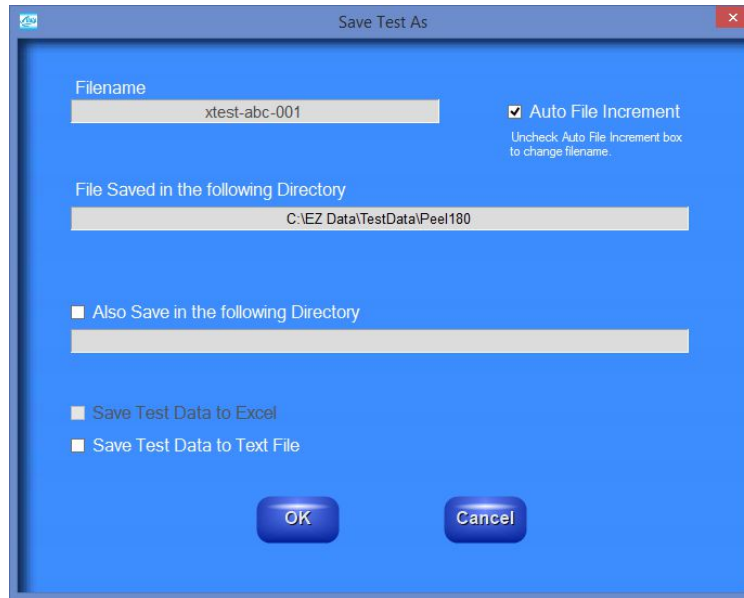 Save Test As
Filename
xtest-abc-001
Auto File Increment
Uncheck Auto File Increment box
to change filename.
File Saved in the following Directory
C:\EZ Data\TestData\Peel180
Also Save in the following Directory
Save Test Data to Excel
Save Test Data to Text File
OK
Cancel